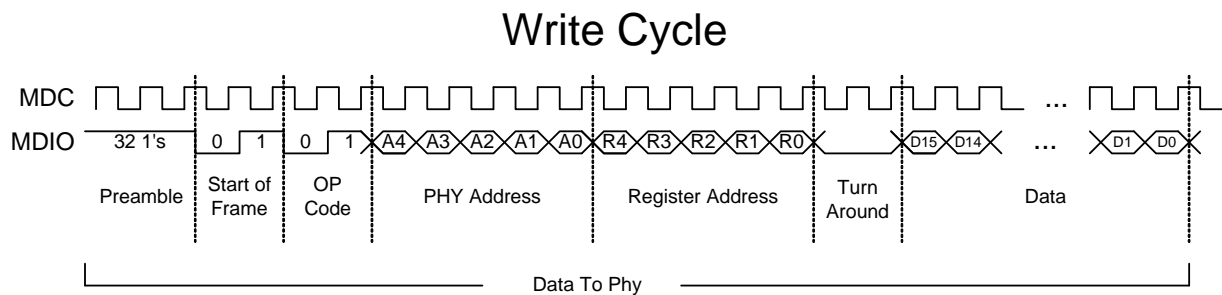 Write Cycle
MDC ...
MDIO 32 1's 0 1 0 1 A4 A3 A2 A1 A0 R4 R3 R2 R1 R0 D15 D14 ... D1 D0
Preamble Start of Frame OP Code PHY Address Register Address Turn Around Data
Data To Phy